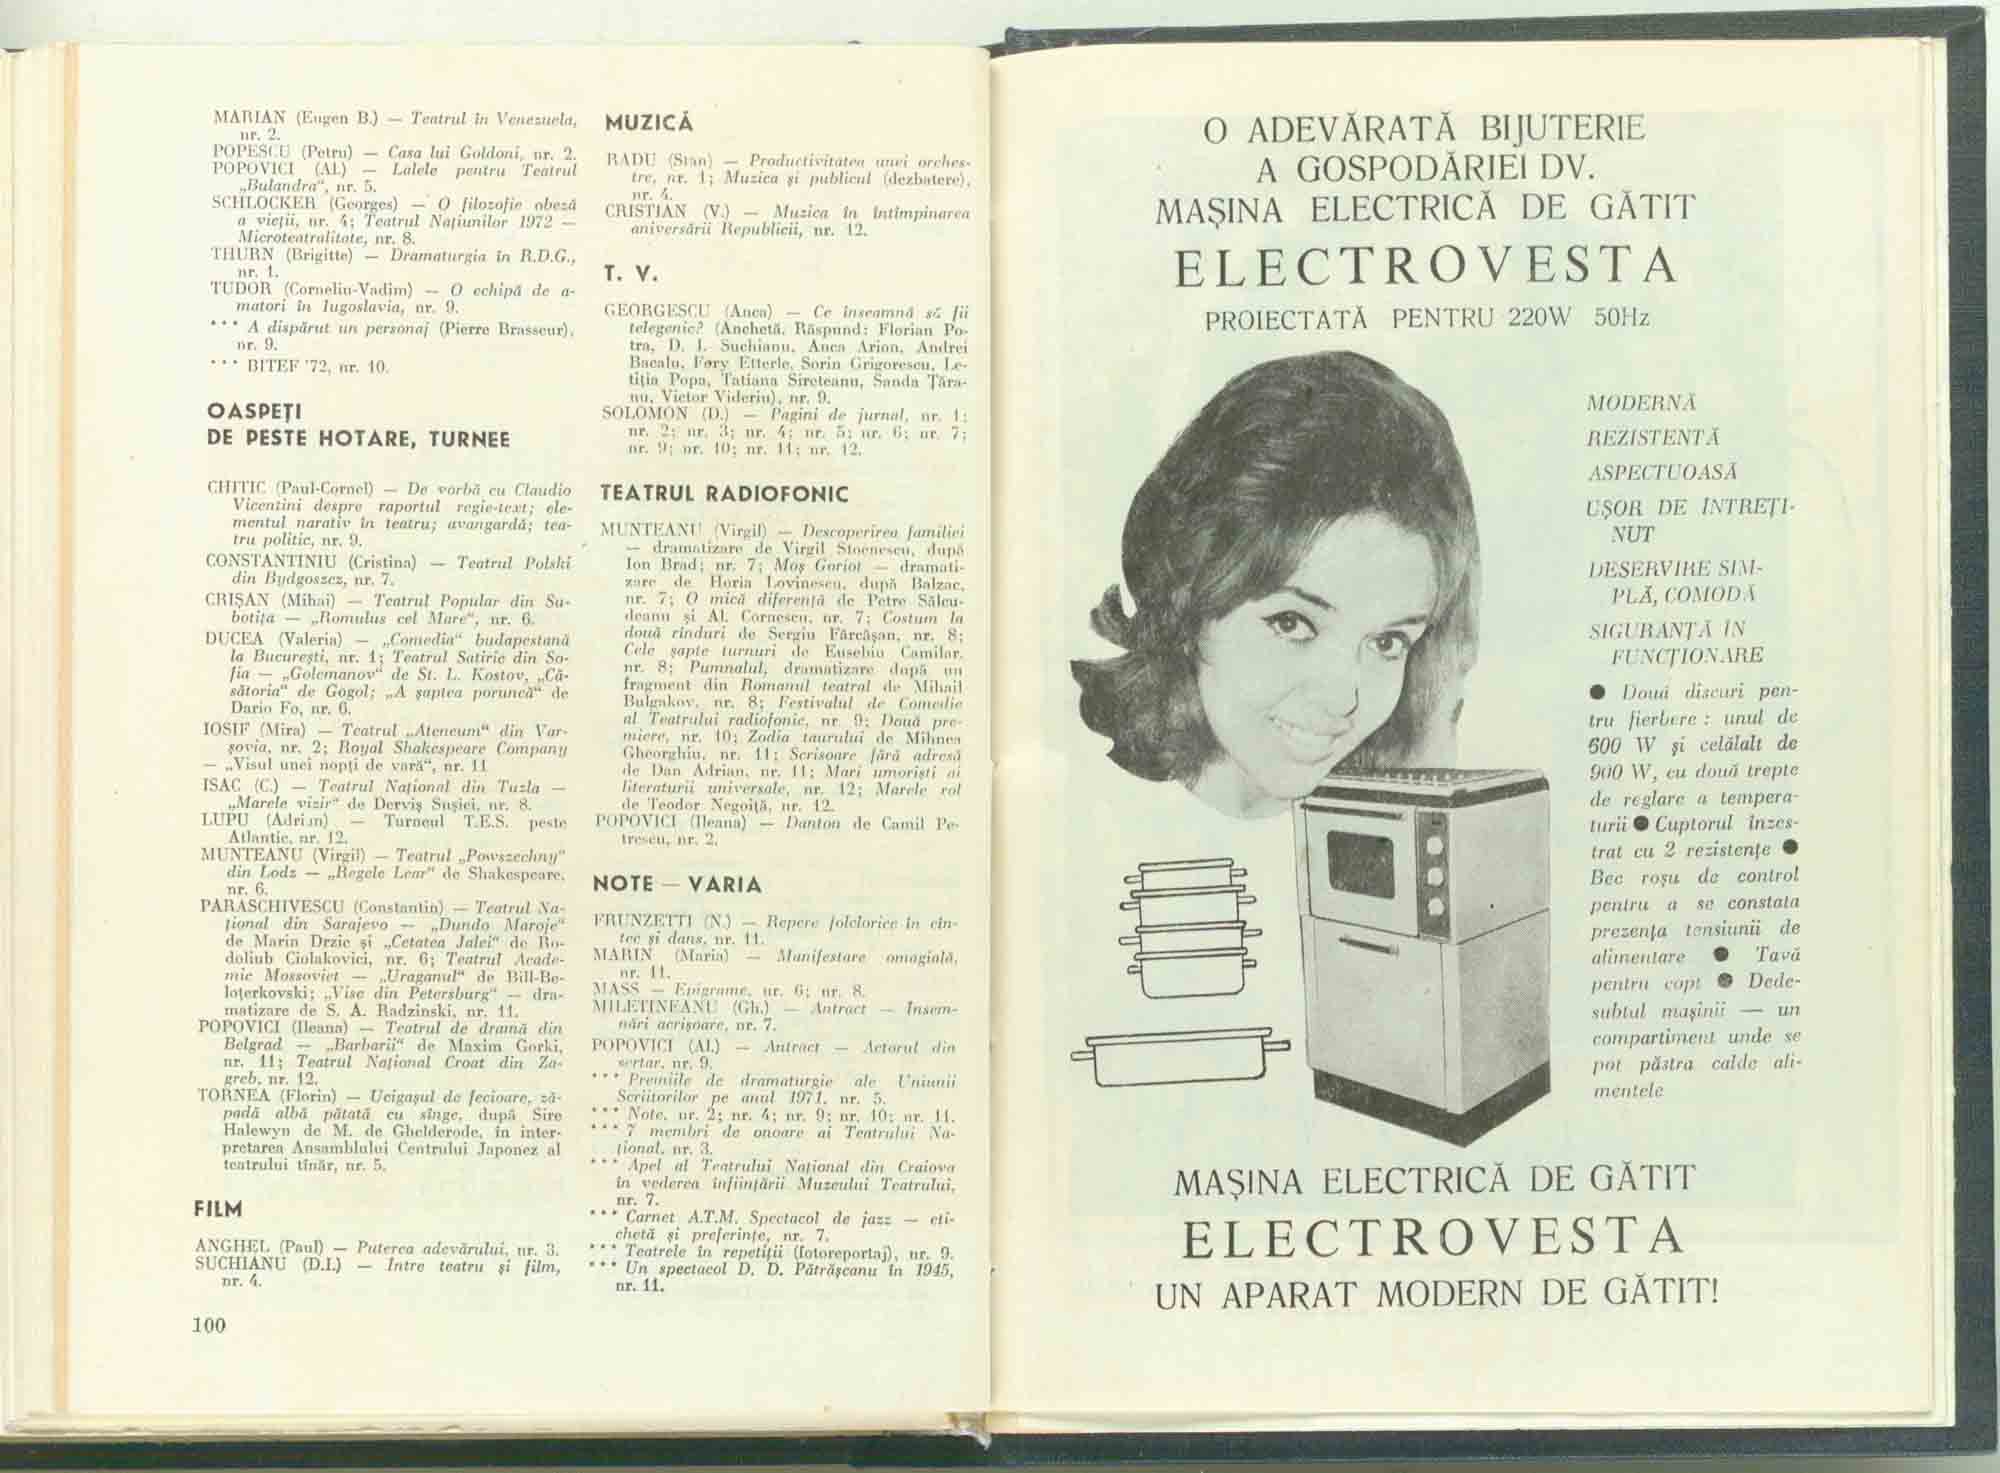 MARIAN (Eugen B.) — Teatrul în Venezuela,
nr. 2.
POPESCU (Petru) — Casa lui Goldoni, nr. 2.
POPOVICI (Al.) — Lalele pentru Teatrul
„Bulandra“, nr. 5.
SCHLOCKER (Georges) — O filozofie obeză
a vieții, nr. 4; Teatrul Națiunilor 1972 —
Microteatralitate, nr. 8.
THURN (Brigitte) — Dramaturgia în R.D.G.,
nr. 1.
TUDOR (Corneliu-Vadim) — O echipă de a-
matori în Iugoslavia, nr. 9.
* * * A dispărut un personaj (Pierre Brasseur),
nr. 9.
* * * BITEF '72, nr. 10.
OASPEȚI
DE PESTE HOTARE, TURNEE
CHITIC (Paul-Cornel) — De vorbă cu Claudio
Vicentini despre raportul regie-text; ele-
mentul narativ în teatru; avangardă; tea-
tru politic, nr. 9.
CONSTANTINIU (Cristina) — Teatrul Polski
din Bydgoszcz, nr. 7.
CRIȘAN (Mihai) — Teatrul Popular din Su-
botița — „Romulus cel Mare“, nr. 6.
DUCEA (Valeria) — „Comedia“ budapestană
la București, nr. 1; Teatrul Satiric din So-
fia — „Golemanov“ de St. L. Kostov, „Că-
sătoria“ de Gogol; „A șaptea poruncă“ de
Dario Fo, nr. 6.
IOSIF (Mira) — Teatrul „Ateneum“ din Var-
șovia, nr. 2; Royal Shakespeare Company
— „Visul unei nopți de vară“, nr. 11
ISAC (C.) — Teatrul Național din Tuzla —
„Marele vizir“ de Derviș Sușici, nr. 8.
LUPU (Adrian) — Turneul T.E.S. peste
Atlantic, nr. 12.
MUNTEANU (Virgil) — Teatrul „Powszechny“
din Lodz — „Regele Lear“ de Shakespeare,
nr. 6.
PARASCHIVESCU (Constantin) — Teatrul Na-
țional din Sarajevo — „Dundo Maroje“
de Marin Drzic și „Cetatea Jalei“ de Ro-
doliub Ciolakovici, nr. 6; Teatrul Acade-
mic Mossoviet — „Uraganul“ de Bill-Be-
loțerkovski; „Vise din Petersburg“ — dra-
matizare de S. A. Radzinski, nr. 11.
POPOVICI (Ileana) — Teatrul de dramă din
Belgrad — „Barbarii“ de Maxim Gorki,
nr. 11; Teatrul Național Croat din Za-
greb, nr. 12.
TORNEA (Florin) — Ucigașul de fecioare, ză-
padă albă pătată cu sînge, după Sire
Halewyn de M. de Ghelderode, în inter-
pretarea Ansamblului Centrului Japonez al
teatrului tînăr, nr. 5.
FILM
ANGHEL (Paul) — Puterea adevărului, nr. 3.
SUCHIANU (D.I.) — Intre teatru și film,
nr. 4.
100
MUZICĂ
RADU (Stan) — Productivitatea unei orches-
tre, nr. 1; Muzica și publicul (dezbatere),
nr. 4.
CRISTIAN (V.) — Muzica în întîmpinarea
aniversării Republicii, nr. 12.
T. V.
GEORGESCU (Anca) — Ce înseamnă să fii
telegenic? (Anchetă. Răspund: Florian Po-
tra, D. I. Suchianu, Anca Arion, Andrei
Bacalu, Fory Etterle, Sorin Grigorescu, Le-
tiția Popa, Tatiana Sireteanu, Sanda Țăra-
nu, Victor Videriu), nr. 9.
SOLOMON (D.) — Pagini de jurnal, nr. 1;
nr. 2; nr. 3; nr. 4; nr. 5; nr. 6; nr. 7;
nr. 9; nr. 10; nr. 11; nr. 12.
TEATRUL RADIOFONIC
MUNTEANU (Virgil) — Descoperirea familiei
— dramatizare de Virgil Stoenescu, după
Ion Brad; nr. 7; Moș Goriot — dramati-
zare de Horia Lovinescu, după Balzac,
nr. 7; O mică diferență de Petre Sălcu-
deanu și Al. Cornescu, nr. 7; Costum la
două rînduri de Sergiu Fărcășan, nr. 8;
Cele șapte turnuri de Eusebiu Camilar,
nr. 8; Pumnalul, dramatizare după un
fragment din Romanul teatral de Mihail
Bulgakov, nr. 8; Festivalul de Comedie
al Teatrului radiofonic, nr. 9; Două pre-
miere, nr. 10; Zodia taurului de Mihnea
Gheorghiu, nr. 11; Scrisoare fără adresă
de Dan Adrian, nr. 11; Mari umoriști ai
literaturii universale, nr. 12; Marele rol
de Teodor Negoiță, nr. 12.
POPOVICI (Ileana) — Danton de Camil Pe-
trescu, nr. 2.
NOTE — VARIA
FRUNZETTI (N.) — Repere folclorice în cîn-
tec și dans, nr. 11.
MARIN (Maria) — Manifestare omagială,
nr. 11.
MASS — Epigrame, nr. 6; nr. 8.
MILETINEANU (Gh.) — Antract — Insem-
nări acrișoare, nr. 7.
POPOVICI (Al.) — Antract — Actorul din
sertar, nr. 9.
* * * Premiile de dramaturgie ale Uniunii
Scriitorilor pe anul 1971, nr. 5.
* * * Note, nr. 2; nr. 4; nr. 9; nr. 10; nr. 11.
* * * 7 membri de onoare ai Teatrului Na-
țional, nr. 3.
* * * Apel al Teatrului Național din Craiova
în vederea înființării Muzeului Teatrului,
nr. 7.
* * * Carnet A.T.M. Spectacol de jazz — eti-
chetă și preferințe, nr. 7.
* * * Teatrele în repetiții (fotoreportaj), nr. 9.
* * * Un spectacol D. D. Pătrășcanu în 1945,
nr. 11.
O ADEVĂRATĂ BIJUTERIE
A GOSPODĂRIEI DV.
MAȘINA ELECTRICĂ DE GĂTIT
ELECTROVESTA
PROIECTATĂ PENTRU 220W 50Hz
MODERNĂ
REZISTENTĂ
ASPECTUOASĂ
UȘOR DE INTREȚI-
NUT
DESERVIRE SIM-
PLĂ, COMODĂ
SIGURANȚĂ ÎN
FUNCȚIONARE
● Două discuri pen-
tru fierbere : unul de
600 W și celălalt de
900 W, cu două trepte
de reglare a tempera-
turii ● Cuptorul înzes-
trat cu 2 rezistențe ●
Bec roșu de control
pentru a se constata
prezența tensiunii de
alimentare ● Tavă
pentru copt ● Dede-
subtul mașinii — un
compartiment unde se
pot păstra calde ali-
mentele
MAȘINA ELECTRICĂ DE GĂTIT
ELECTROVESTA
UN APARAT MODERN DE GĂTIT!